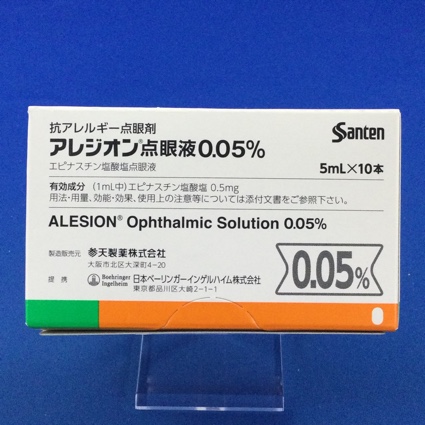 抗アレルギー点眼剤
アレジオン®点眼液0.05%
エピナスチン塩酸塩点眼液
Santen
5mL×10本
有効成分 (1mL中)エピナスチン塩酸塩 0.5mg
用法・用量、効能・効果、使用上の注意等については添付文書をご参照下さい。
ALESION® Ophthalmic Solution 0.05%
製造販売元 参天製薬株式会社
大阪市北区大深町4-20
提携 Boehringer Ingelheim 日本ベーリンガーインゲルハイム株式会社
東京都品川区大崎2-1-1
0.05%